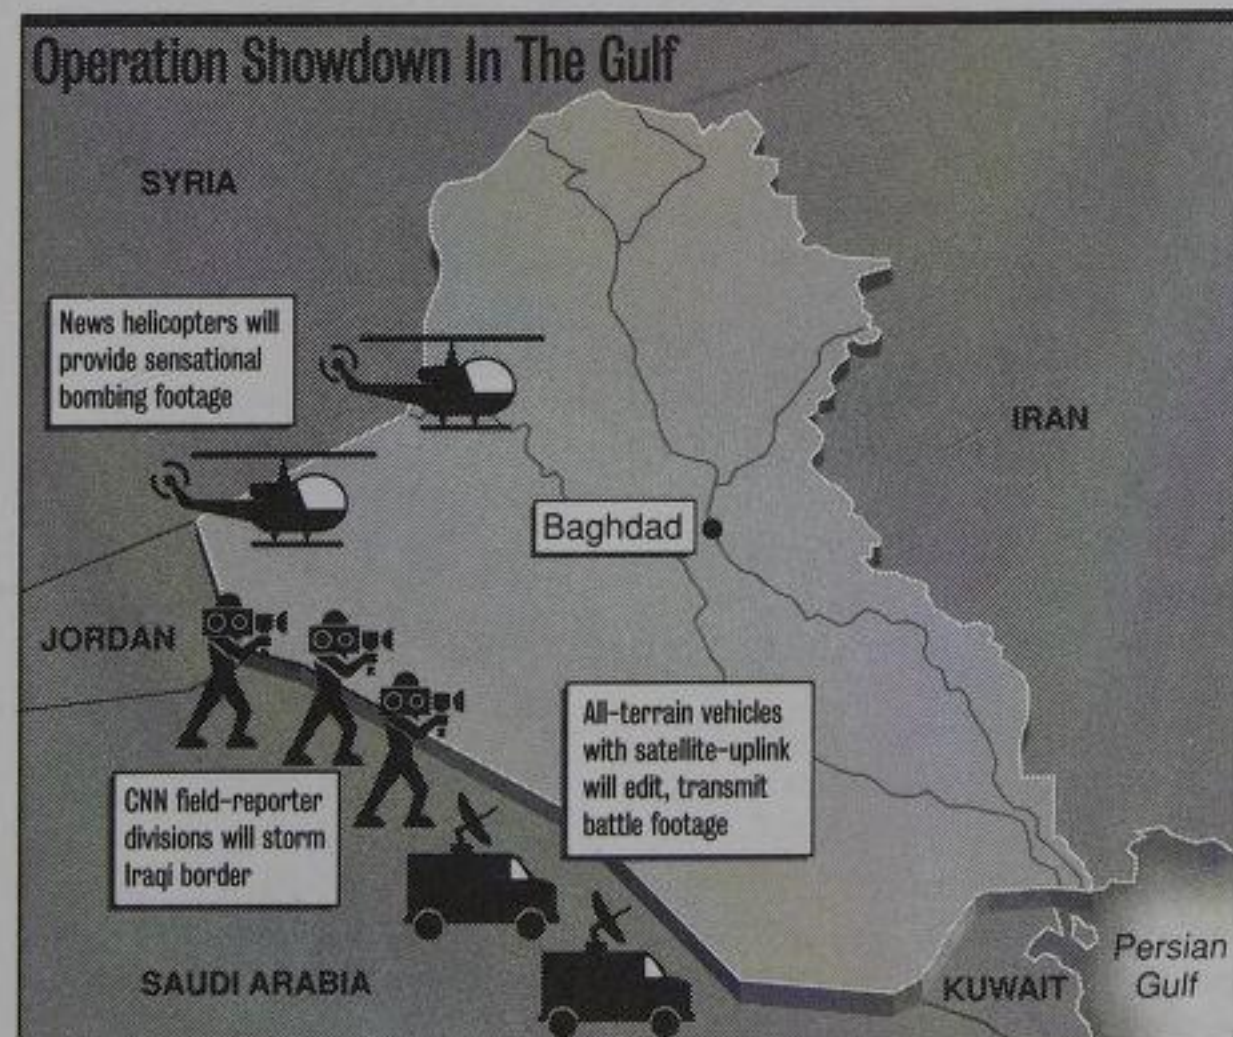 Operation Showdown In The Gulf
SYRIA
News helicopters will
provide sensational
bombing footage
IRAN
Baghdad
JORDAN
All-terrain vehicles
with satellite-uplink
will edit, transmit
battle footage
CNN field-reporter
divisions will storm
Iraqi border
SAUDI ARABIA
KUWAIT
Persian
Gulf